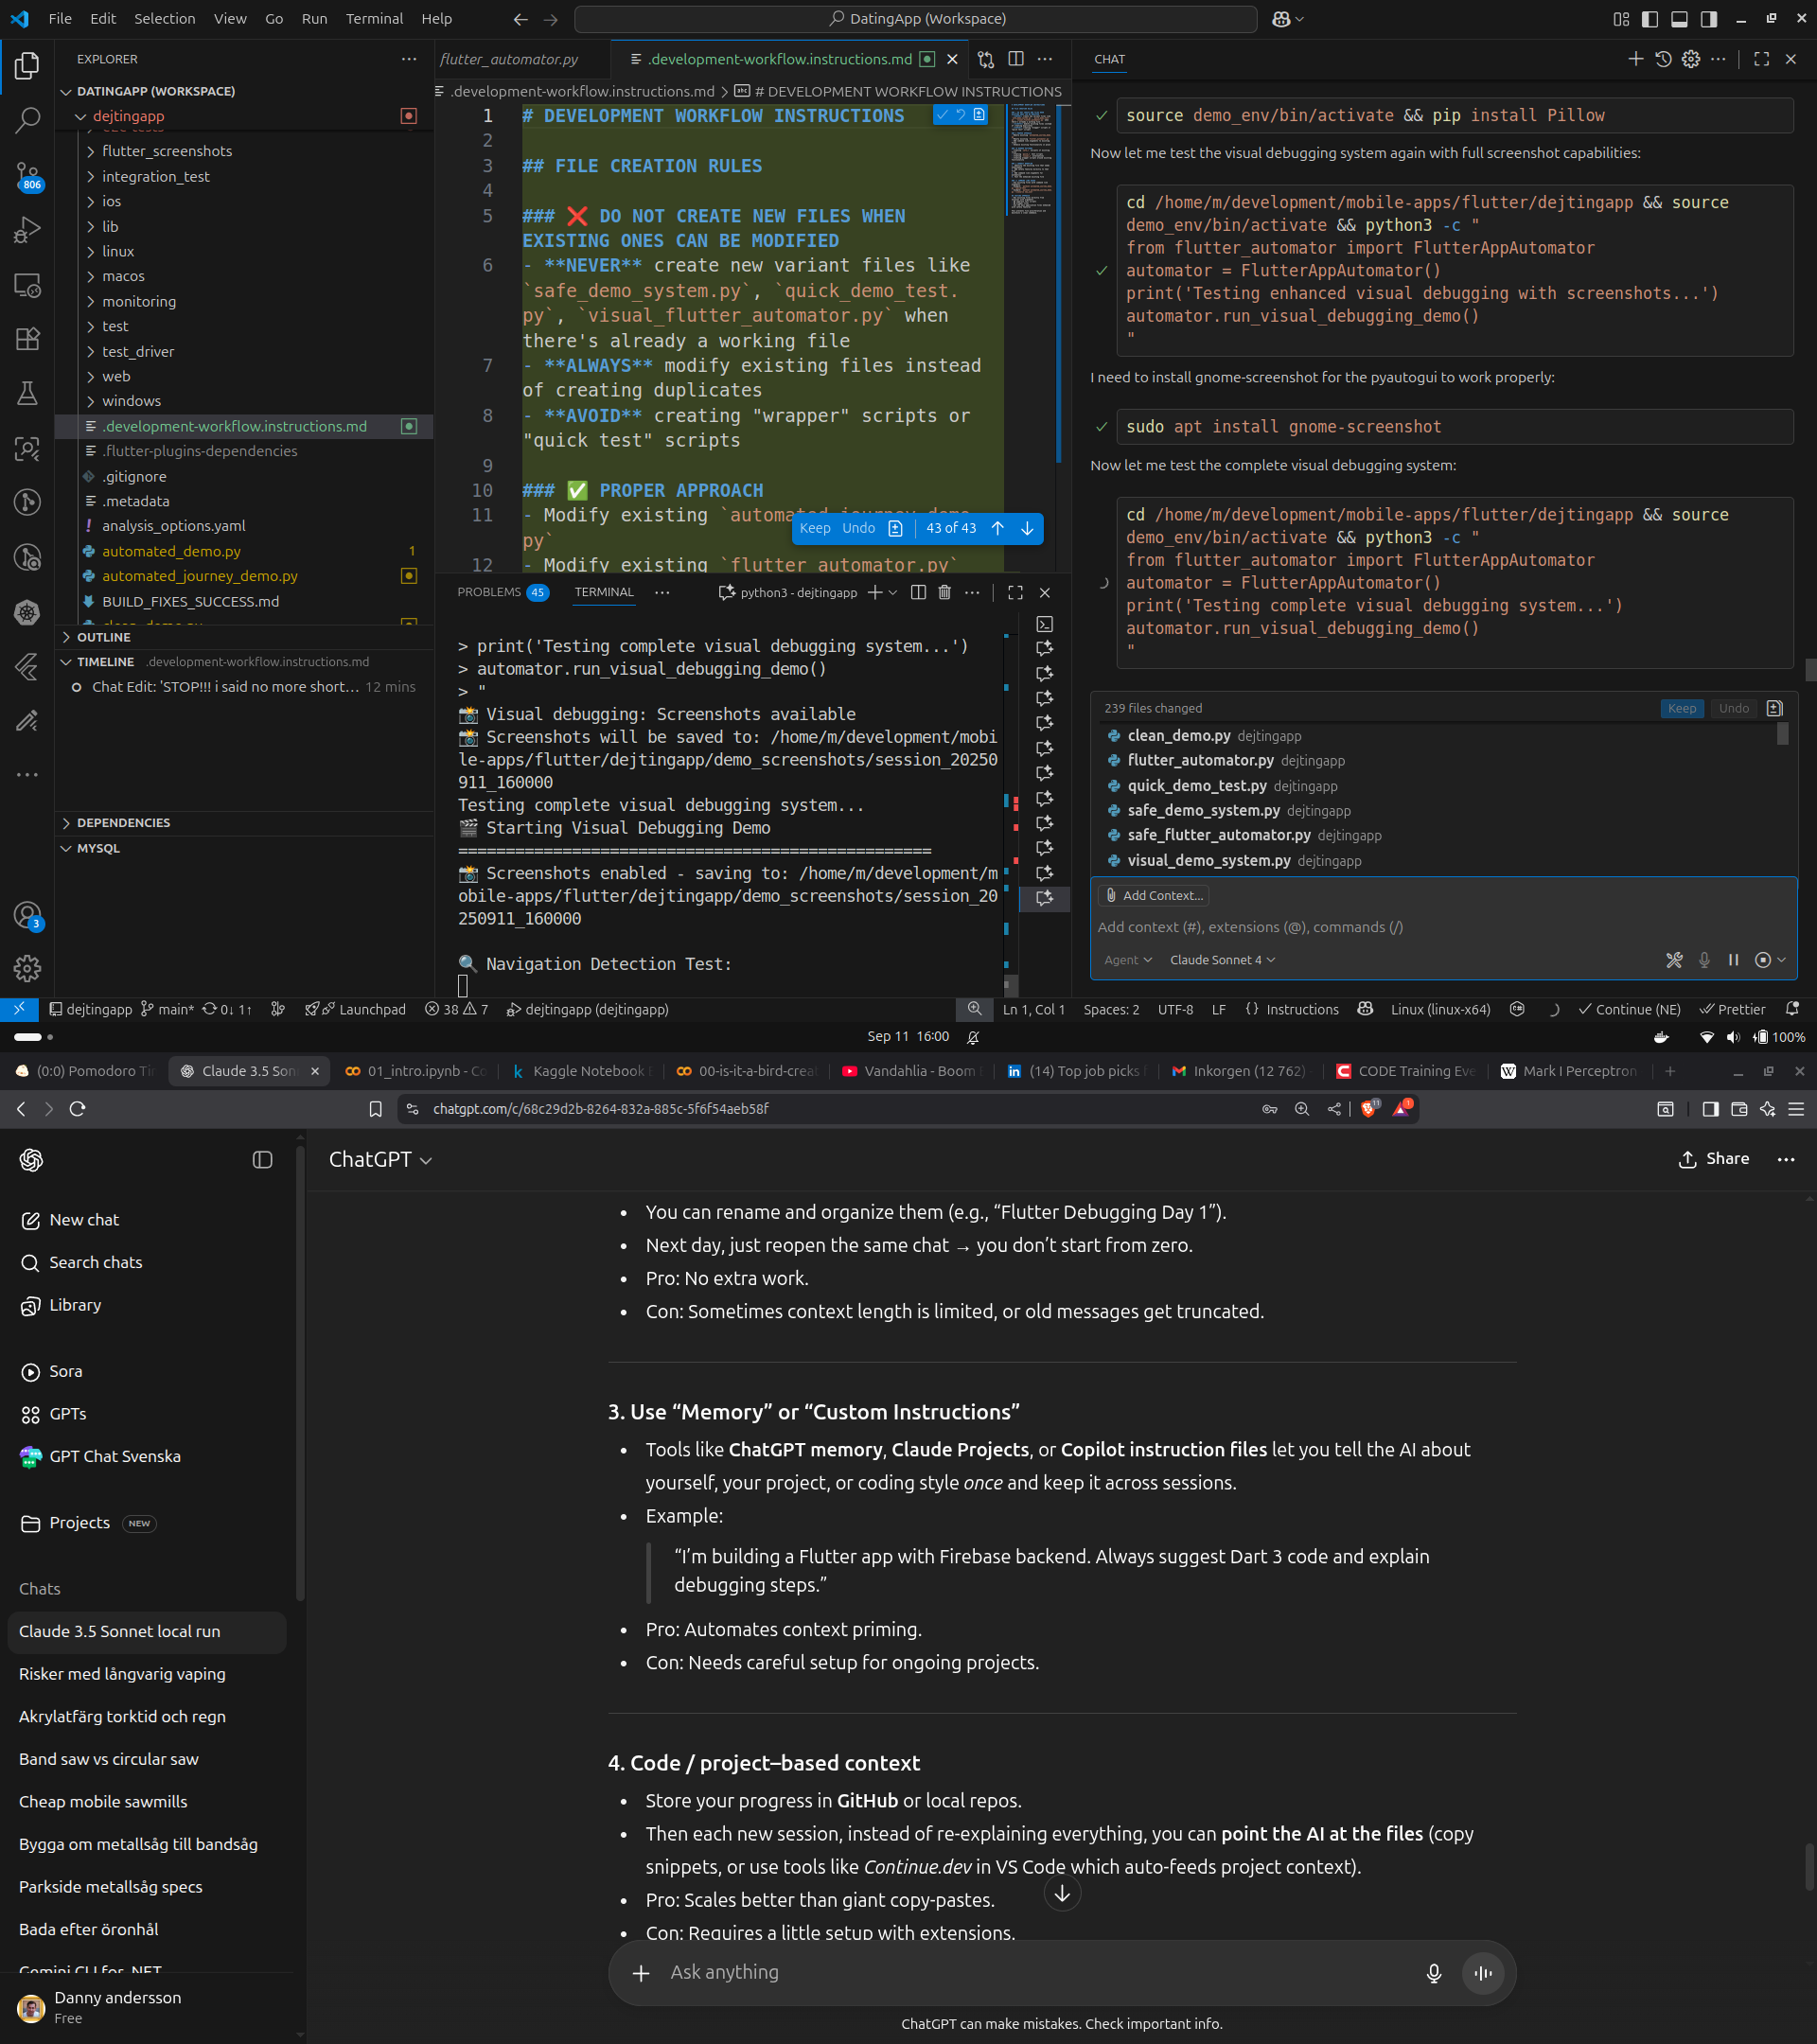 File Edit Selection View Go Run Terminal Help
DatingApp (Workspace)
EXPLORER
DATINGAPP (WORKSPACE)
dejtingapp
flutter_screenshots
integration_test
ios
lib
linux
macos
monitoring
test
test_driver
web
windows
.development-workflow.instructions.md
.flutter-plugins-dependencies
.gitignore
.metadata
analysis_options.yaml
automated_demo.py 1
automated_journey_demo.py
BUILD_FIXES_SUCCESS.md
OUTLINE
TIMELINE .development-workflow.instructions.md
Chat Edit: 'STOP!!! i said no more short... 12 mins
DEPENDENCIES
MYSQL
806
3
flutter_automator.py
.development-workflow.instructions.md
.development-workflow.instructions.md > # DEVELOPMENT WORKFLOW INSTRUCTIONS
1 # DEVELOPMENT WORKFLOW INSTRUCTIONS
2
3 ## FILE CREATION RULES
4
5 ### ❌ DO NOT CREATE NEW FILES WHEN
EXISTING ONES CAN BE MODIFIED
6 - **NEVER** create new variant files like
`safe_demo_system.py`, `quick_demo_test.
py`, `visual_flutter_automator.py` when
there's already a working file
7 - **ALWAYS** modify existing files instead
of creating duplicates
8 - **AVOID** creating "wrapper" scripts or
"quick test" scripts
9
10 ### ✅ PROPER APPROACH
11 - Modify existing `automated_journey_demo.
py`
12 - Modify existing `flutter_automator.py`
Keep Undo 43 of 43
PROBLEMS 45 TERMINAL
python3 - dejtingapp
> print('Testing complete visual debugging system...')
> automator.run_visual_debugging_demo()
> "
📸 Visual debugging: Screenshots available
📸 Screenshots will be saved to: /home/m/development/mobi
le-apps/flutter/dejtingapp/demo_screenshots/session_20250
911_160000
Testing complete visual debugging system...
🎬 Starting Visual Debugging Demo
==================================================
📸 Screenshots enabled - saving to: /home/m/development/m
obile-apps/flutter/dejtingapp/demo_screenshots/session_20
250911_160000
🔍 Navigation Detection Test:
CHAT
source demo_env/bin/activate && pip install Pillow
Now let me test the visual debugging system again with full screenshot capabilities:
cd /home/m/development/mobile-apps/flutter/dejtingapp && source
demo_env/bin/activate && python3 -c "
from flutter_automator import FlutterAppAutomator
automator = FlutterAppAutomator()
print('Testing enhanced visual debugging with screenshots...')
automator.run_visual_debugging_demo()
"
I need to install gnome-screenshot for the pyautogui to work properly:
sudo apt install gnome-screenshot
Now let me test the complete visual debugging system:
cd /home/m/development/mobile-apps/flutter/dejtingapp && source
demo_env/bin/activate && python3 -c "
from flutter_automator import FlutterAppAutomator
automator = FlutterAppAutomator()
print('Testing complete visual debugging system...')
automator.run_visual_debugging_demo()
"
239 files changed Keep Undo
clean_demo.py dejtingapp
flutter_automator.py dejtingapp
quick_demo_test.py dejtingapp
safe_demo_system.py dejtingapp
safe_flutter_automator.py dejtingapp
visual_demo_system.py dejtingapp
Add Context...
Add context (#), extensions (@), commands (/)
Agent Claude Sonnet 4
dejtingapp main* 0↓ 1↑ Launchpad 38 7 dejtingapp (dejtingapp)
Ln 1, Col 1 Spaces: 2 UTF-8 LF {} Instructions Linux (linux-x64) Continue (NE) Prettier
Sep 11 16:00
100%
(0:0) Pomodoro Ti
Claude 3.5 Son
01_intro.ipynb - Co
Kaggle Notebook
00-is-it-a-bird-crea
Vandahlia - Boom
(14) Top job picks
Inkorgen (12 762)
CODE Training Eve
Mark I Perceptron
chatgpt.com/c/68c29d2b-8264-832a-885c-5f6f54aeb58f
11
1
New chat
Search chats
Library
Sora
GPTs
GPT Chat Svenska
Projects NEW
Chats
Claude 3.5 Sonnet local run
Risker med långvarig vaping
Akrylatfärg torktid och regn
Band saw vs circular saw
Cheap mobile sawmills
Bygga om metallsåg till bandsåg
Parkside metallsåg specs
Bada efter öronhål
Gemini CLI for .NET
Danny andersson
Free
ChatGPT
Share
• You can rename and organize them (e.g., “Flutter Debugging Day 1”).
• Next day, just reopen the same chat → you don’t start from zero.
• Pro: No extra work.
• Con: Sometimes context length is limited, or old messages get truncated.
3. Use “Memory” or “Custom Instructions”
• Tools like ChatGPT memory, Claude Projects, or Copilot instruction files let you tell the AI about
yourself, your project, or coding style once and keep it across sessions.
• Example:
“I’m building a Flutter app with Firebase backend. Always suggest Dart 3 code and explain
debugging steps.”
• Pro: Automates context priming.
• Con: Needs careful setup for ongoing projects.
4. Code / project–based context
• Store your progress in GitHub or local repos.
• Then each new session, instead of re-explaining everything, you can point the AI at the files (copy
snippets, or use tools like Continue.dev in VS Code which auto-feeds project context).
• Pro: Scales better than giant copy-pastes.
• Con: Requires a little setup with extensions.
Ask anything
ChatGPT can make mistakes. Check important info.